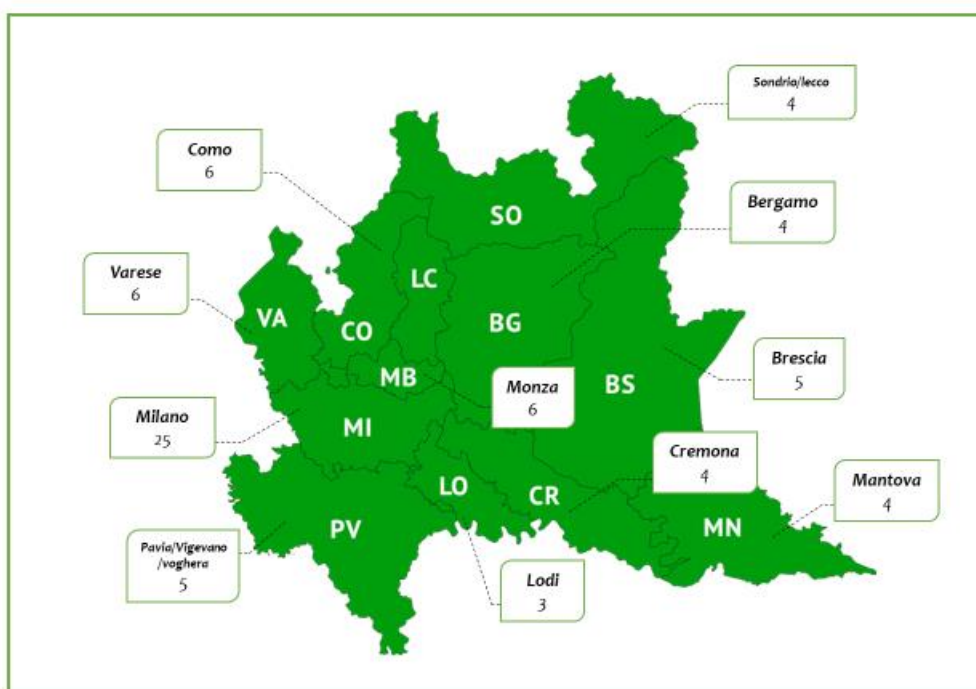 Sondrio/lecco
4
Como
6
SO
Bergamo
4
LC
Varese
6
VA
CO
BG
MB
Brescia
5
BS
Monza
6
Milano
25
MI
Cremona
4
LO
CR
Mantova
4
MN
PV
Pavia/Vigevano
/voghera
5
Lodi
3